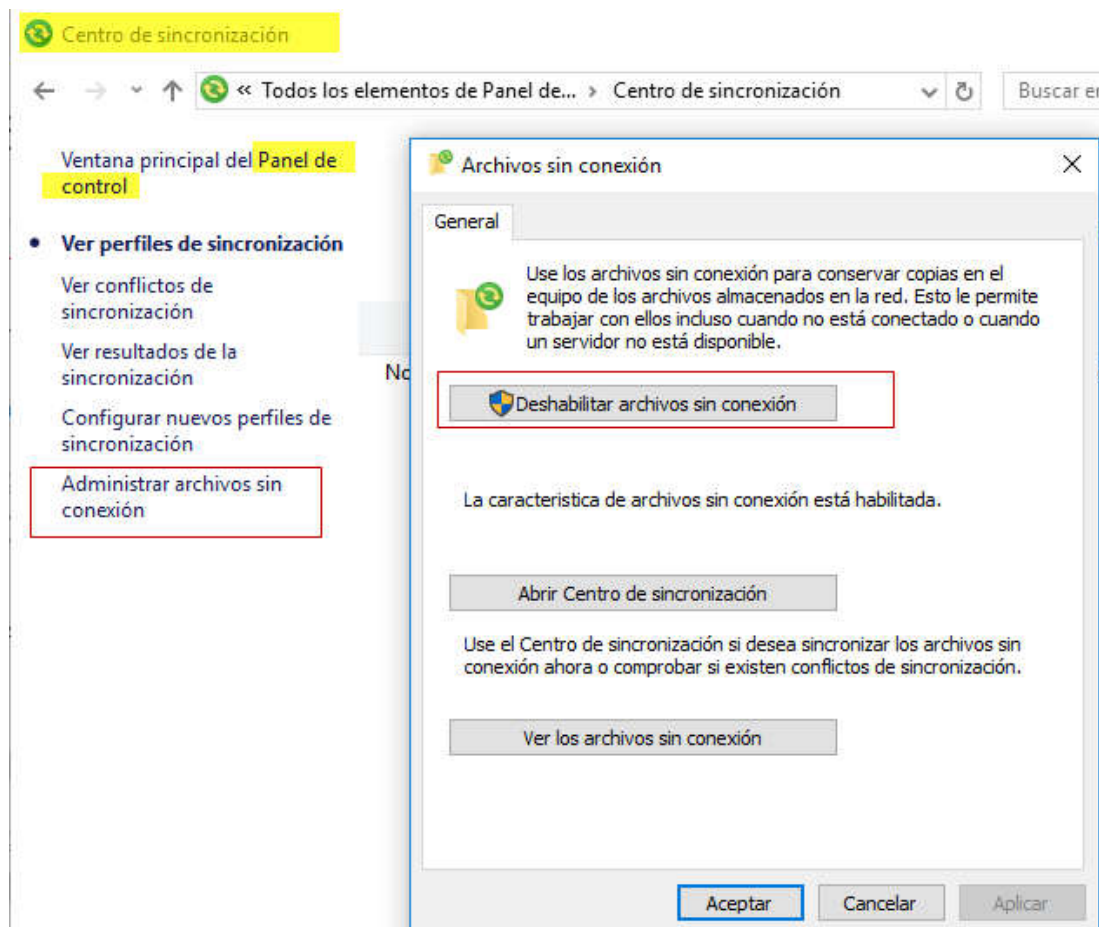 Centro de sincronización
« Todos los elementos de Panel de... › Centro de sincronización
Buscar en
Ventana principal del Panel de
control
Ver perfiles de sincronización
Ver conflictos de
sincronización
Ver resultados de la
sincronización
Configurar nuevos perfiles de
sincronización
Administrar archivos sin
conexión
No
Archivos sin conexión
General
Use los archivos sin conexión para conservar copias en el
equipo de los archivos almacenados en la red. Esto le permite
trabajar con ellos incluso cuando no está conectado o cuando
un servidor no está disponible.
Deshabilitar archivos sin conexión
La caracteristica de archivos sin conexión está habilitada.
Abrir Centro de sincronización
Use el Centro de sincronización si desea sincronizar los archivos sin
conexión ahora o comprobar si existen conflictos de sincronización.
Ver los archivos sin conexión
Aceptar
Cancelar
Aplicar